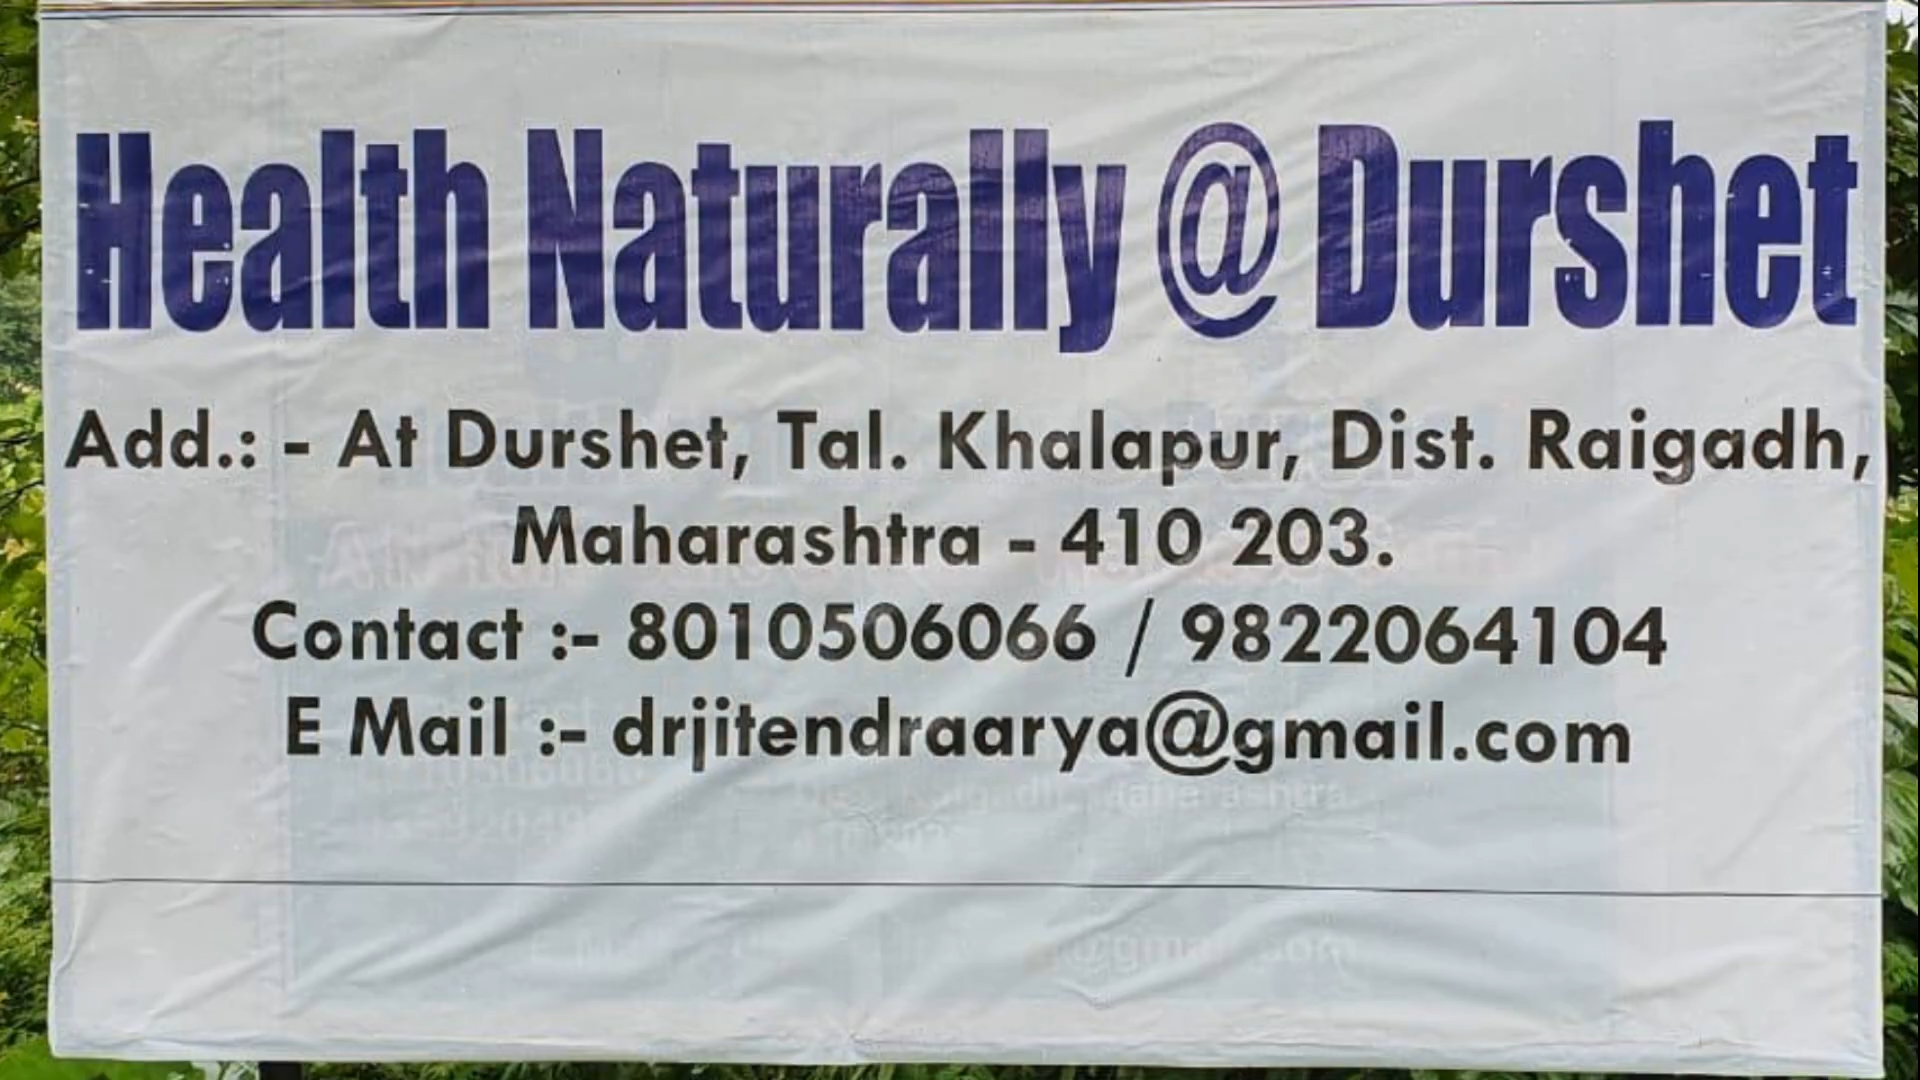 Health Naturally @ Durshet
Add.: - At Durshet, Tal. Khalapur, Dist. Raigadh,
Maharashtra - 410 203.
Contact :- 8010506066 / 9822064104
E Mail :- drjitendraarya@gmail.com